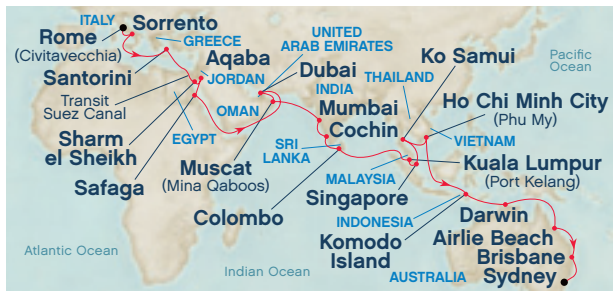 ITALY
Sorrento
Rome
(Civitavecchia)
GREECE
Santorini
Aqaba
JORDAN
Transit
Suez Canal
Sharm
el Sheikh
EGYPT
Safaga
UNITED
ARAB EMIRATES
Dubai
OMAN
INDIA
Mumbai
Cochin
Muscat
(Mina Qaboos)
SRI
LANKA
Colombo
Ko Samui
THAILAND
Pacific
Ocean
Ho Chi Minh City
(Phu My)
VIETNAM
Kuala Lumpur
(Port Kelang)
MALAYSIA
Singapore
INDONESIA
Komodo
Island
Darwin
Airlie Beach
Brisbane
Sydney
AUSTRALIA
Atlantic Ocean
Indian Ocean